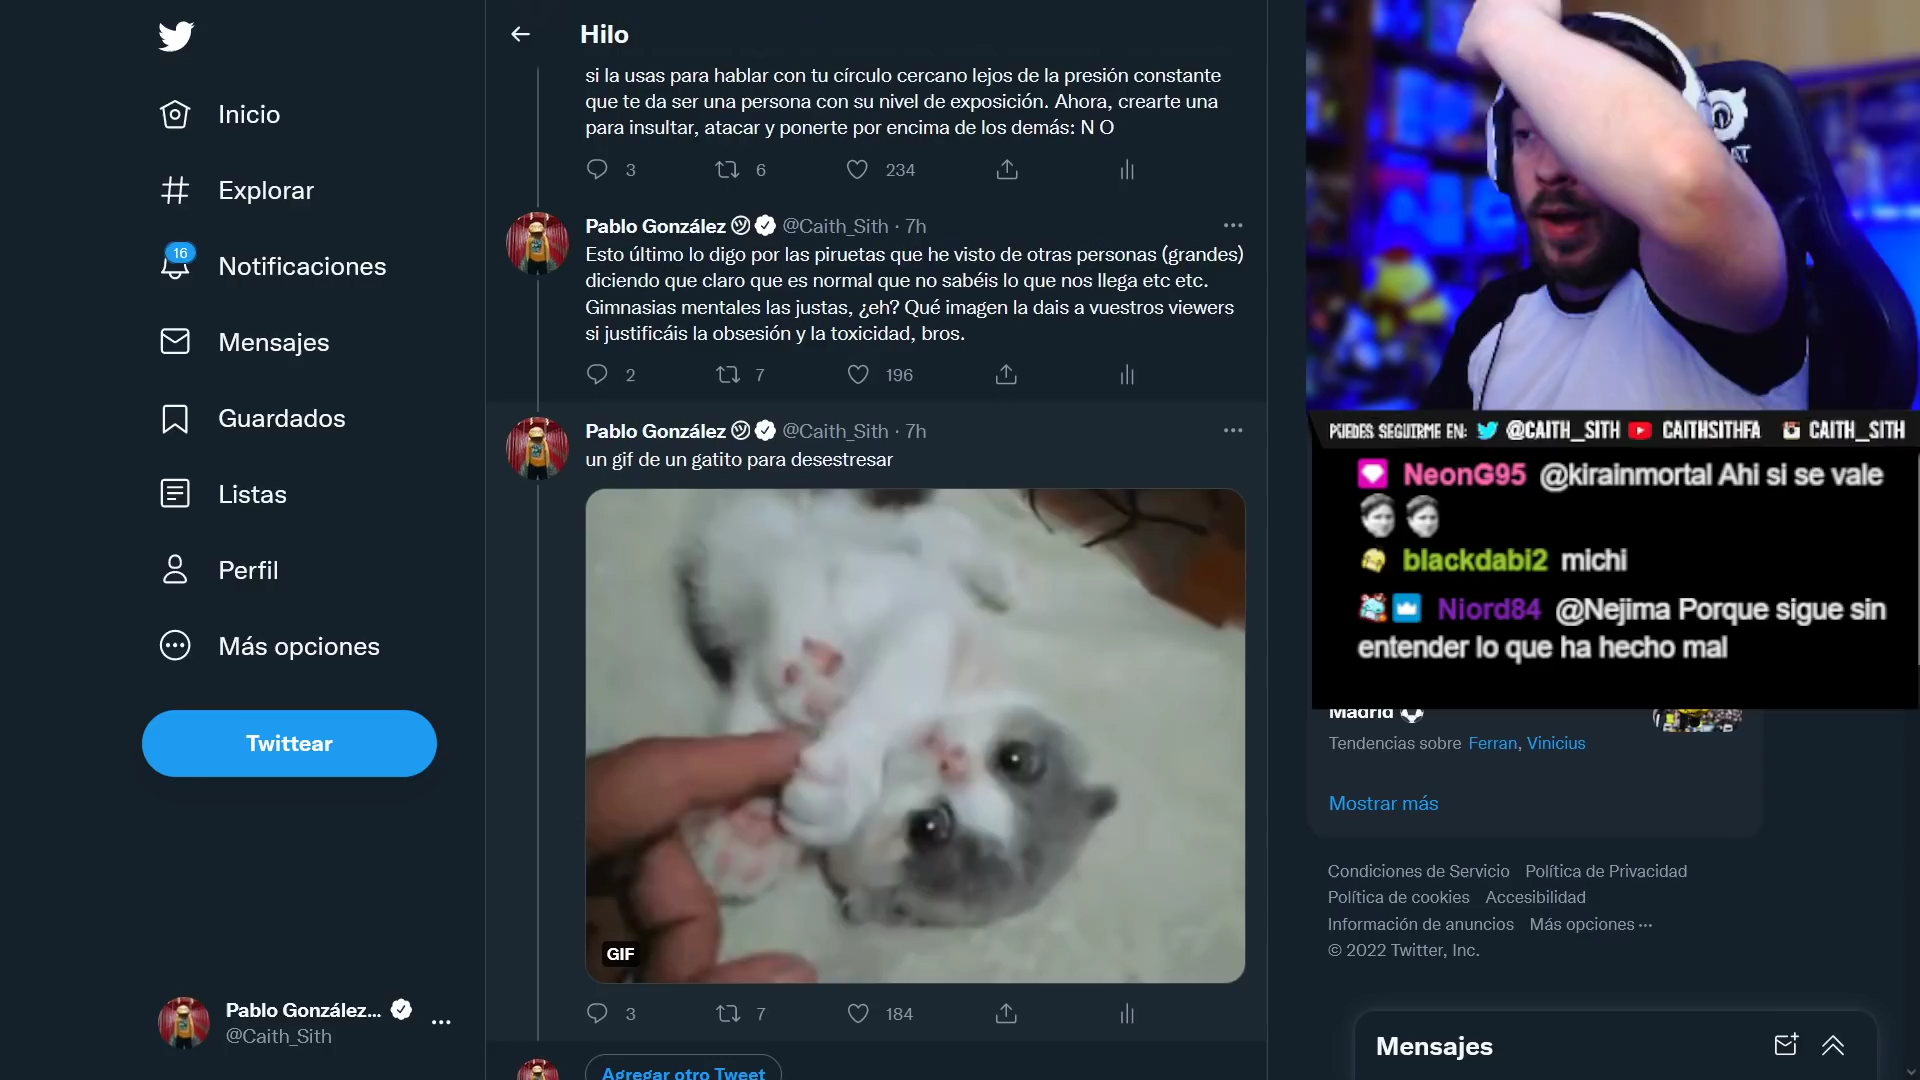 Hilo
Inicio
Explorar
16
Notificaciones
Mensajes
Guardados
Listas
Perfil
Más opciones
Twittear
Pablo González...
@Caith_Sith
si la usas para hablar con tu círculo cercano lejos de la presión constante
que te da ser una persona con su nivel de exposición. Ahora, crearte una
para insultar, atacar y ponerte por encima de los demás: N O
3 6 234
Pablo González @Caith_Sith · 7h
Esto último lo digo por las piruetas que he visto de otras personas (grandes)
diciendo que claro que es normal que no sabéis lo que nos llega etc etc.
Gimnasias mentales las justas, ¿eh? Qué imagen la dais a vuestros viewers
si justificáis la obsesión y la toxicidad, bros.
2 7 196
Pablo González @Caith_Sith · 7h
un gif de un gatito para desestresar
GIF
3 7 184
Agregar otro Tweet
PUEDES SEGUIRME EN: @CAITH_SITH CAITHSITHFA CAITH_SITH
NeonG95 @kirainmortal Ahi si se vale
blackdabi2 michi
Niord84 @Nejima Porque sigue sin
entender lo que ha hecho mal
Madrid
Tendencias sobre Ferran, Vinicius
Mostrar más
Condiciones de Servicio Política de Privacidad
Política de cookies Accesibilidad
Información de anuncios Más opciones ···
© 2022 Twitter, Inc.
Mensajes